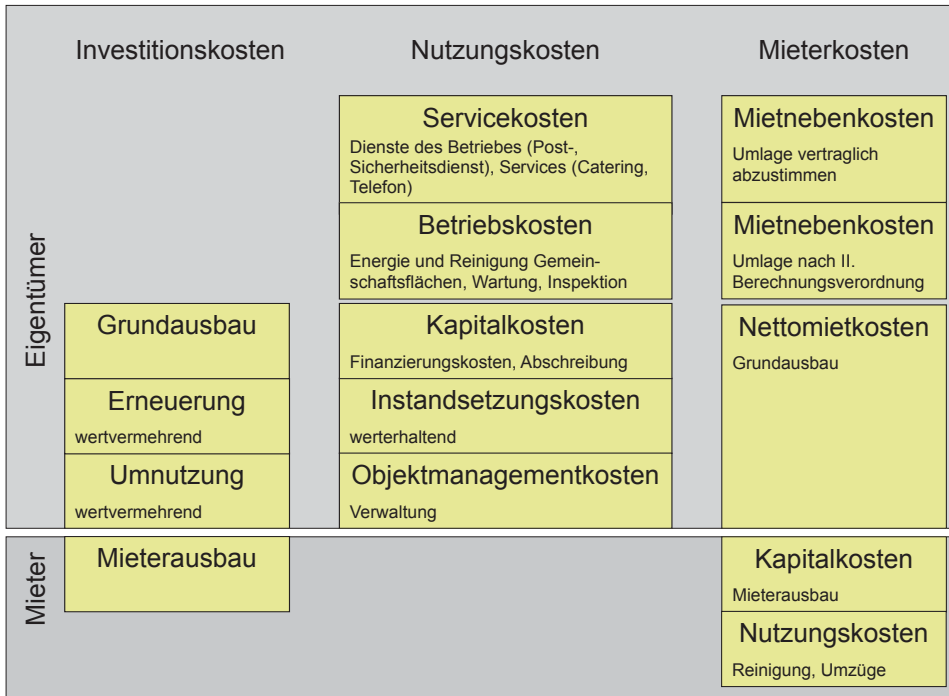 Investitionskosten
Nutzungskosten
Mieterkosten
Eigentümer
Grundausbau
Erneuerung
wertvermehrend
Umnutzung
wertvermehrend
Servicekosten
Dienste des Betriebes (Post-,
Sicherheitsdienst), Services (Catering,
Telefon)
Betriebskosten
Energie und Reinigung Gemein-
schaftsflächen, Wartung, Inspektion
Kapitalkosten
Finanzierungskosten, Abschreibung
Instandsetzungskosten
werterhaltend
Objektmanagementkosten
Verwaltung
Mietnebenkosten
Umlage vertraglich
abzustimmen
Mietnebenkosten
Umlage nach II.
Berechnungsverordnung
Nettomietkosten
Grundausbau
Mieter
Mieterausbau
Kapitalkosten
Mieterausbau
Nutzungskosten
Reinigung, Umzüge